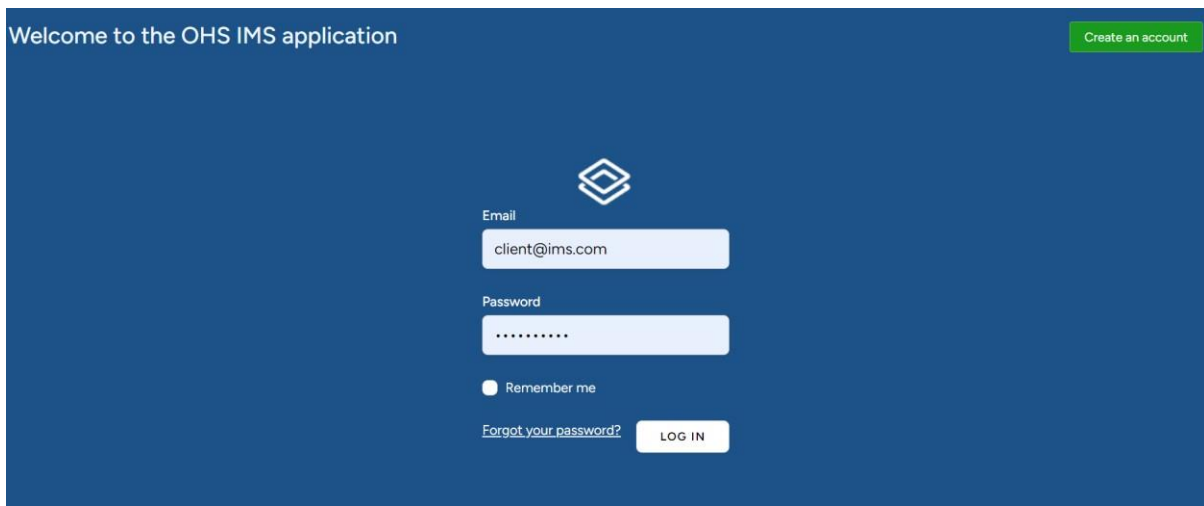 Welcome to the OHS IMS application
Create an account
Email
client@ims.com
Password
••••••••••
Remember me
Forgot your password?
LOG IN